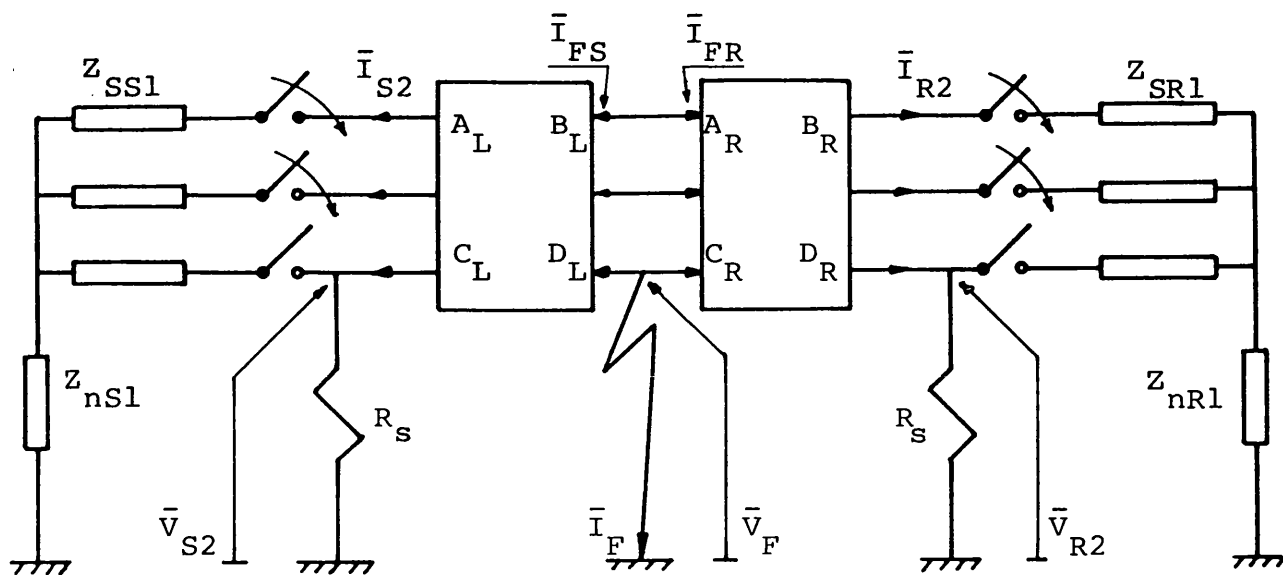 Z_SS1 Ī_S2 Ī_FS Ī_FR Ī_R2 Z_SR1
A_L B_L A_R B_R
C_L D_L C_R D_R
Z_nS1 R_s R_s Z_nR1
V̄_S2 Ī_F V̄_F V̄_R2